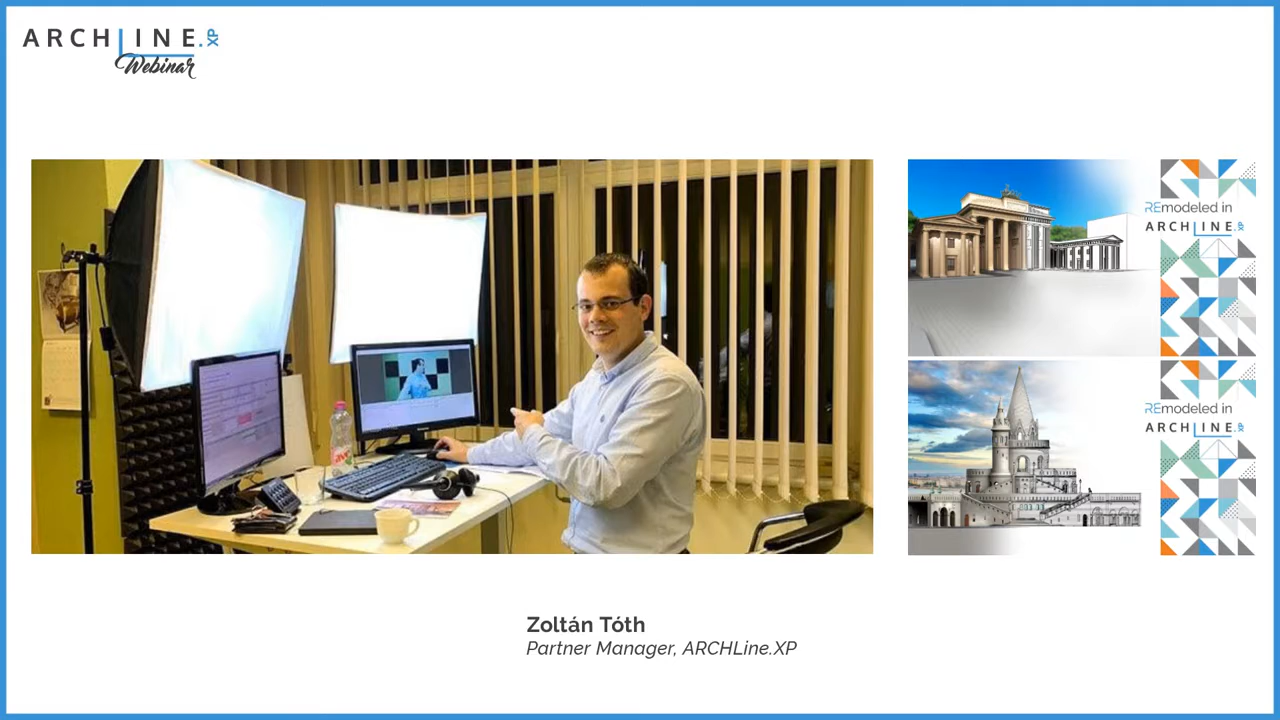 ARCHLINE.XP
Webinar
REmodeled in
ARCHLINE.XP
REmodeled in
ARCHLINE.XP
Zoltán Tóth
Partner Manager, ARCHLine.XP